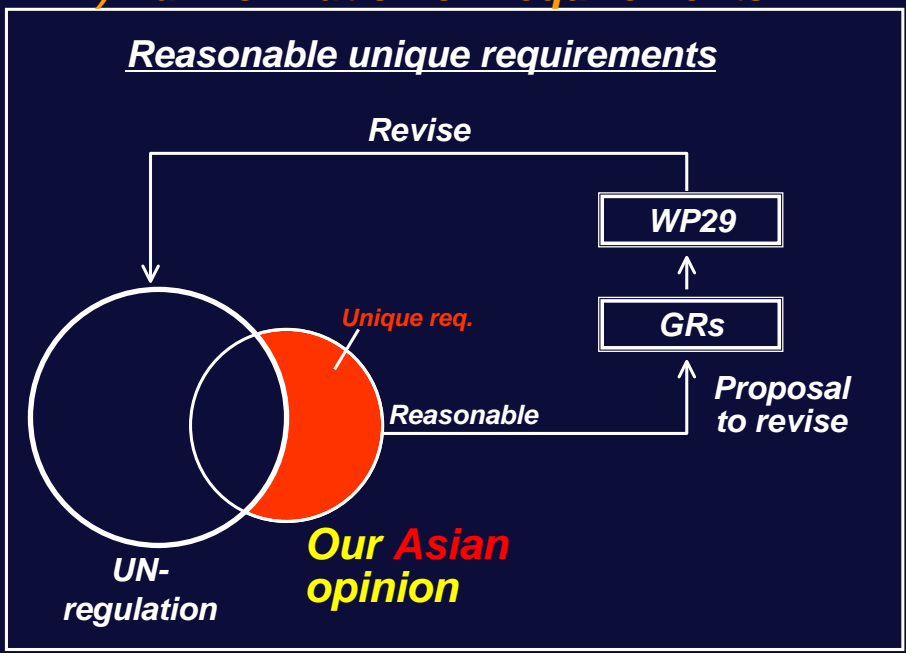 Reasonable unique requirements
Revise
WP29
Unique req.
GRs
Reasonable
Proposal
to revise
Our Asian
opinion
UN-
regulation